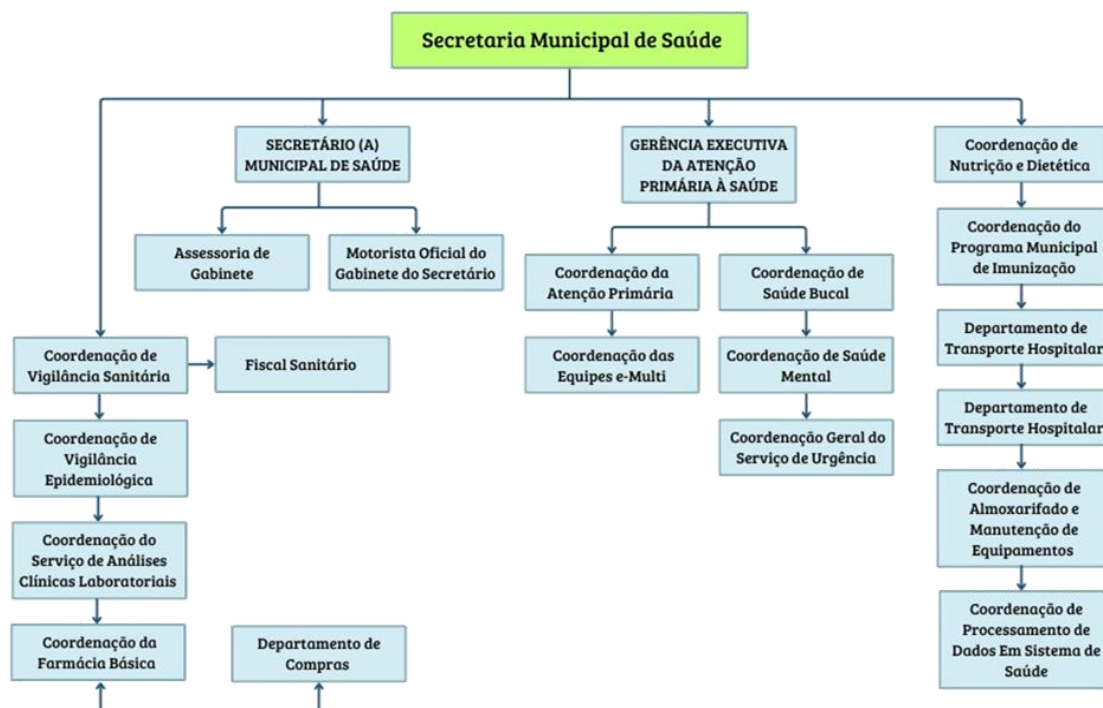 Secretaria Municipal de Saúde
SECRETÁRIO (A)
MUNICIPAL DE SAÚDE
GERÊNCIA EXECUTIVA
DA ATENÇÃO
PRIMÁRIA À SAÚDE
Coordenação de
Nutrição e Dietética
Assessoria de
Gabinete
Motorista Oficial do
Gabinete do Secretário
Coordenação da
Atenção Primária
Coordenação de
Saúde Bucal
Coordenação do
Programa Municipal
de Imunização
Coordenação de
Vigilância Sanitária
Fiscal Sanitário
Coordenação das
Equipes e-Multi
Coordenação de Saúde
Mental
Departamento de
Transporte Hospitalar
Coordenação de
Vigilância
Epidemiológica
Coordenação Geral do
Serviço de Urgência
Departamento de
Transporte Hospitalar
Coordenação do
Serviço de Análises
Clínicas Laboratoriais
Coordenação de
Almoxarifado e
Manutenção de
Equipamentos
Coordenação da
Farmácia Básica
Departamento de
Compras
Coordenação de
Processamento de
Dados Em Sistema de
Saúde